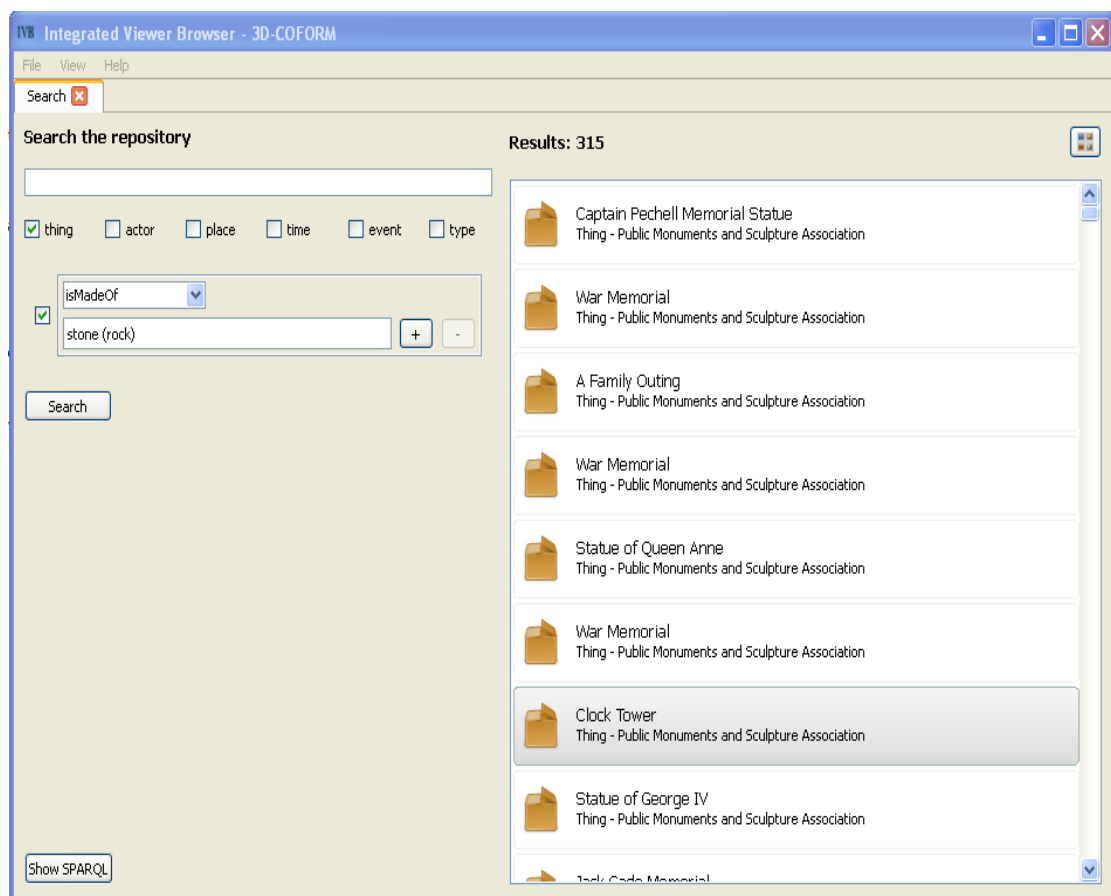 IVB Integrated Viewer Browser - 3D-COFORM
File View Help
Search
Search the repository
thing actor place time event type
isMadeOf
stone (rock)
+ -
Search
Show SPARQL
Results: 315
Captain Pechell Memorial Statue
Thing - Public Monuments and Sculpture Association
War Memorial
Thing - Public Monuments and Sculpture Association
A Family Outing
Thing - Public Monuments and Sculpture Association
War Memorial
Thing - Public Monuments and Sculpture Association
Statue of Queen Anne
Thing - Public Monuments and Sculpture Association
War Memorial
Thing - Public Monuments and Sculpture Association
Clock Tower
Thing - Public Monuments and Sculpture Association
Statue of George IV
Thing - Public Monuments and Sculpture Association
Jack Cade Memorial